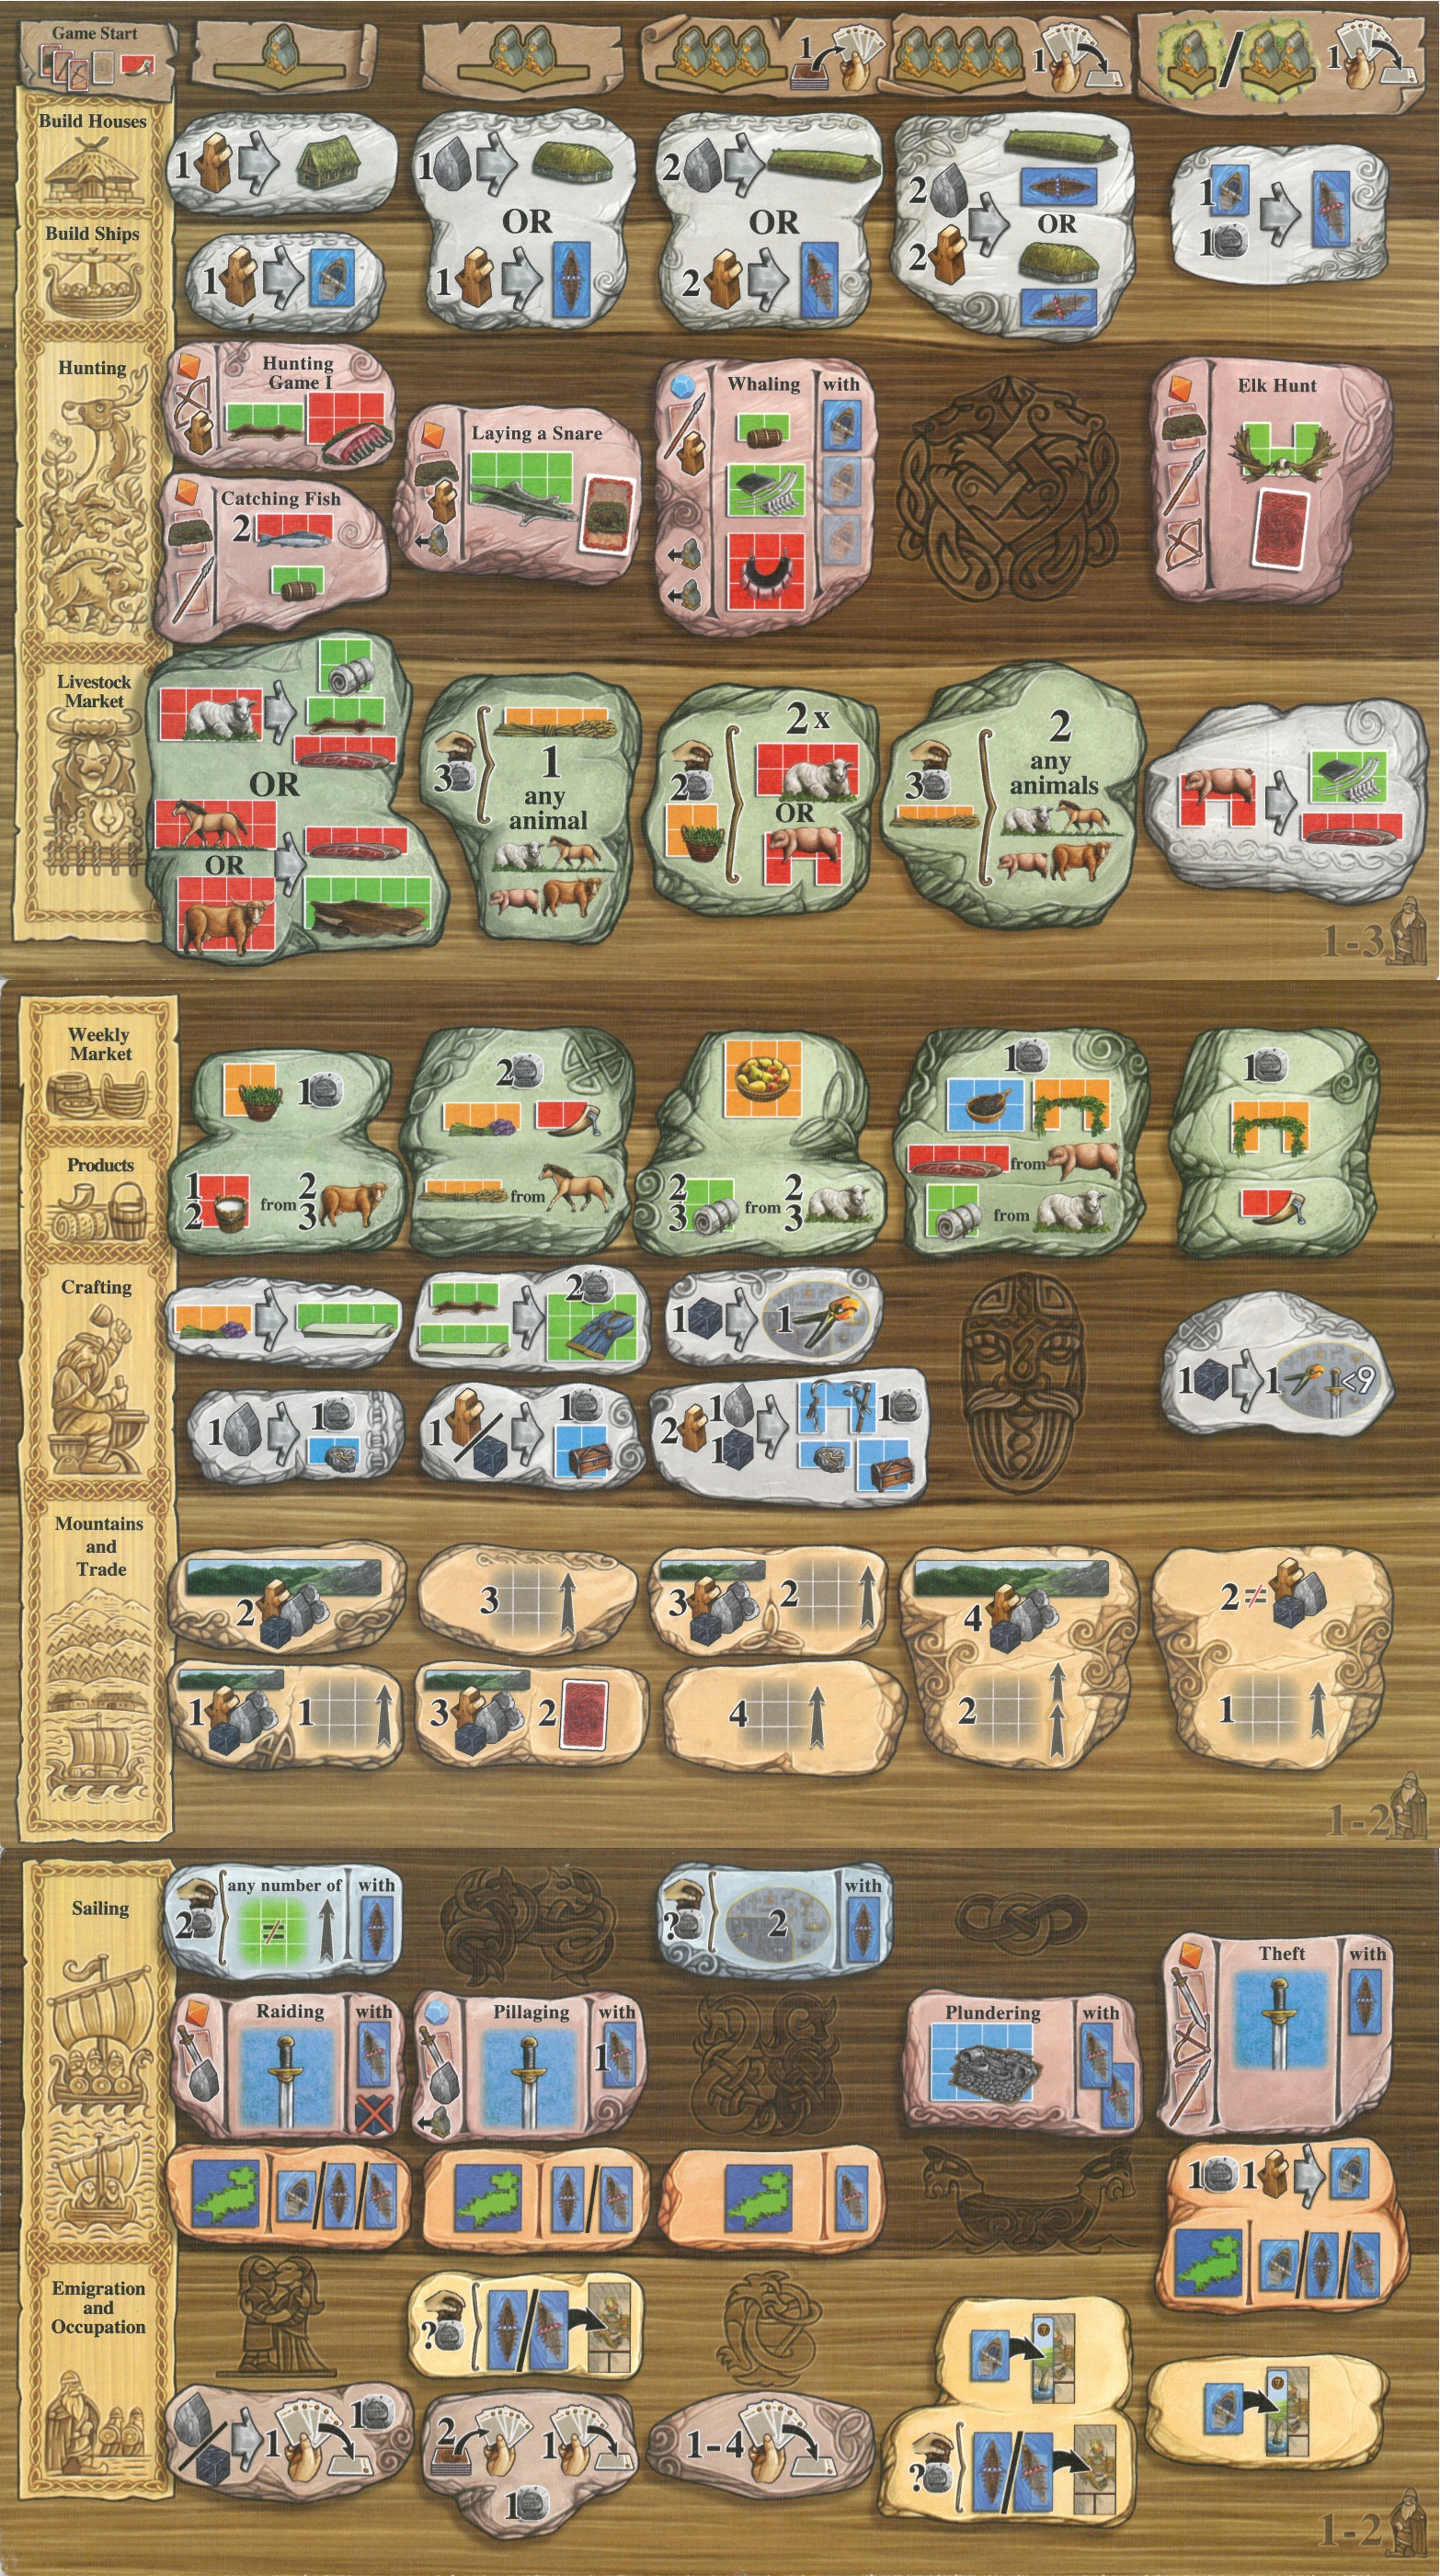 Game Start
1
1
/
1
Build Houses
1
1
OR
2
OR
2
2
OR
1
1
Build Ships
1
1
2
Hunting
Hunting
Game I
Catching Fish
2
Laying a Snare
Whaling
with
Elk Hunt
Livestock
Market
OR
OR
3
1
any
animal
2
2x
OR
3
2
any
animals
1-3
Weekly
Market
1
2
1
1
Products
1
2
from
2
3
from
2
3
from
2
3
from
from
Crafting
2
1
1
1
1
<9
1
1
1
/
1
2
1
1
1
Mountains
and
Trade
2
3
3
2
4
2≠
1
1
3
2
4
2
1
1-2
Sailing
2
any number of
≠
with
?
2
with
Raiding
with
Pillaging
with
1
Plundering
with
Theft
with
/
/
/
1
1
/
/
Emigration
and
Occupation
?
/
/
1
1
2
1
1
1-4
?
/
7
7
1-2